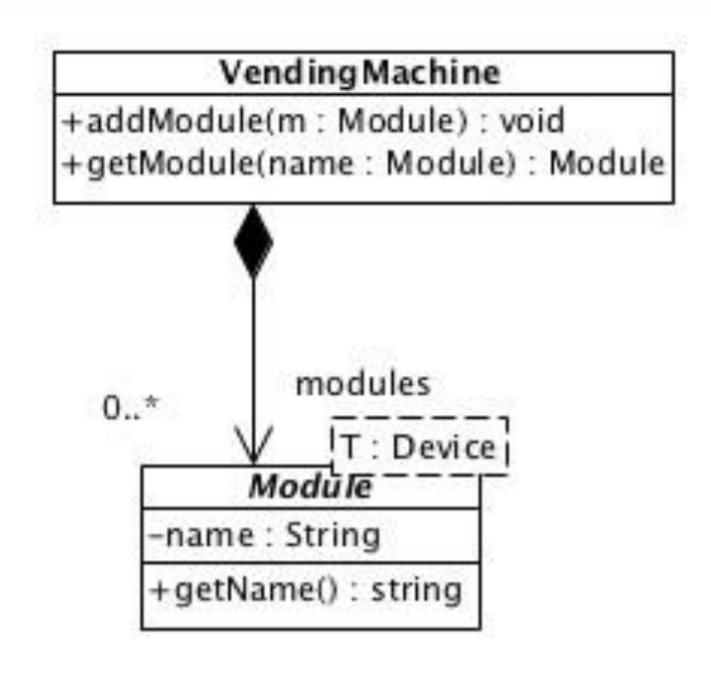 VendingMachine
+addModule(m : Module) : void
+getModule(name : Module) : Module
modules
0..*
T : Device
Module
-name : String
+getName() : string